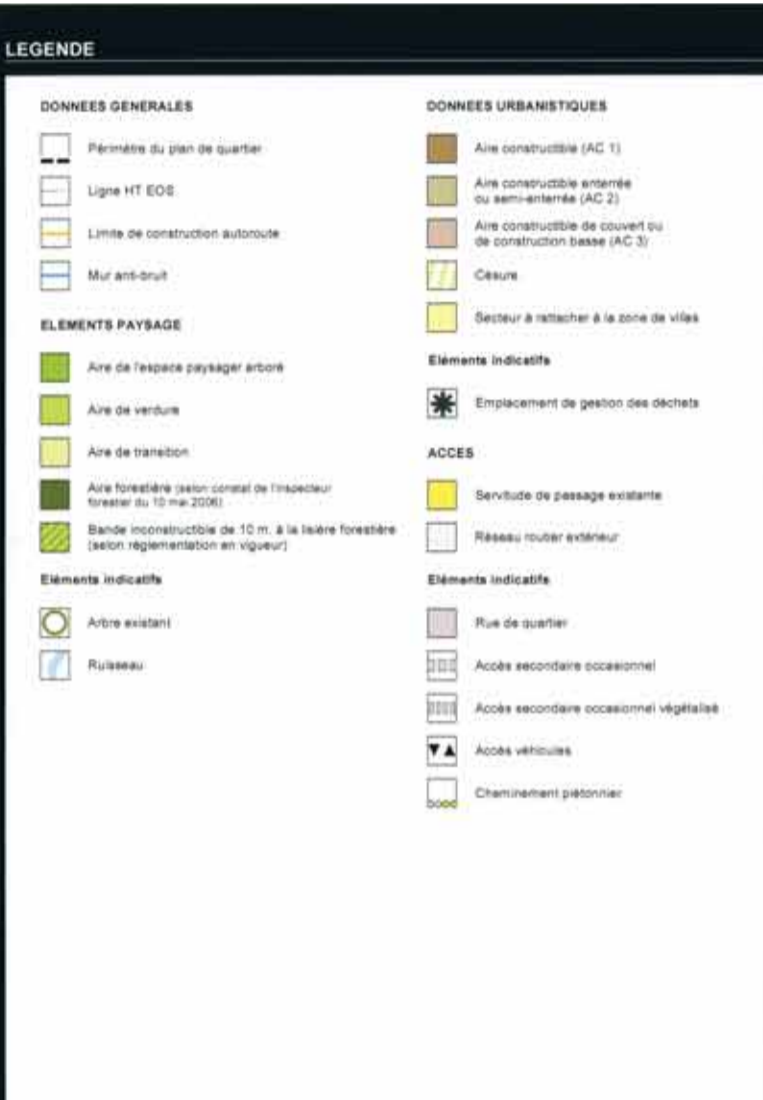 LEGENDE
DONNEES GENERALES
Périmètre du plan de quartier
Ligne HT EOS
Limite de construction autoroute
Mur anti-bruit
ELEMENTS PAYSAGE
Aire de l'espace paysager arboré
Aire de verdure
Aire de transition
Aire forestière (selon constat de l'inspecteur
forestier du 10 mai 2006)
Bande inconstructible de 10 m. à la lisière forestière
(selon réglementation en vigueur)
Eléments indicatifs
Arbre existant
Ruisseau
DONNEES URBANISTIQUES
Aire constructible (AC 1)
Aire constructible enterrée
ou semi-enterrée (AC 2)
Aire constructible de couvert ou
de construction basse (AC 3)
Césure
Secteur à rattacher à la zone de villas
Eléments indicatifs
Emplacement de gestion des déchets
ACCES
Servitude de passage existante
Réseau routier extérieur
Eléments indicatifs
Rue de quartier
Accès secondaire occasionnel
Accès secondaire occasionnel végétalisé
Accès véhicules
Cheminement piétonnier